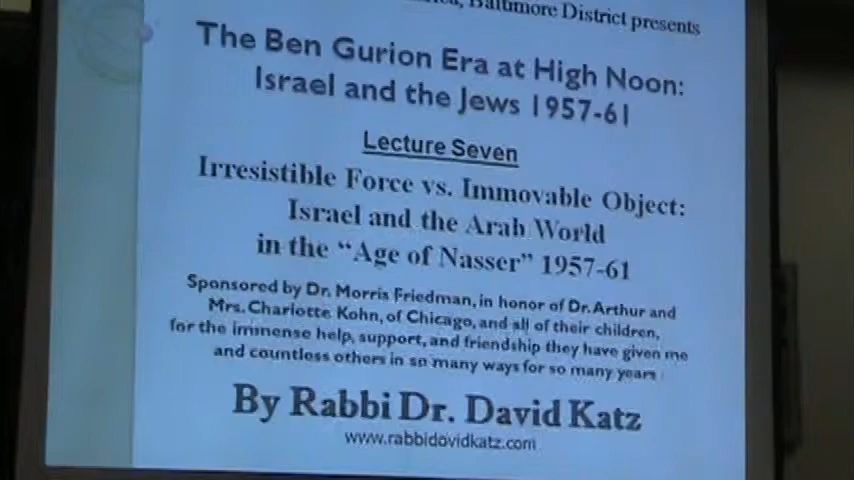 Baltimore District presents
The Ben Gurion Era at High Noon:
Israel and the Jews 1957-61
Lecture Seven
Irresistible Force vs. Immovable Object:
Israel and the Arab World
in the “Age of Nasser” 1957-61
Sponsored by Dr. Morris Friedman, in honor of Dr. Arthur and
Mrs. Charlotte Kohn, of Chicago, and all of their children,
for the immense help, support, and friendship they have given me
and countless others in so many ways for so many years
By Rabbi Dr. David Katz
www.rabbidovidkatz.com